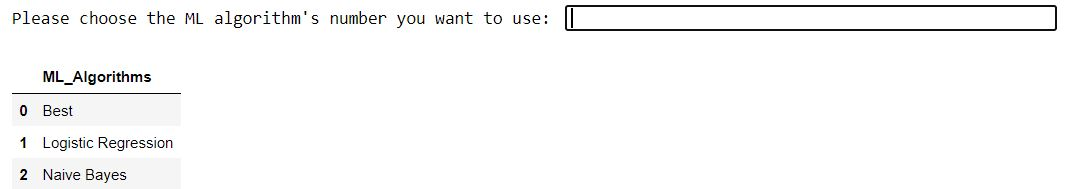 Please choose the ML algorithm's number you want to use:
ML_Algorithms
0 Best
1 Logistic Regression
2 Naive Bayes